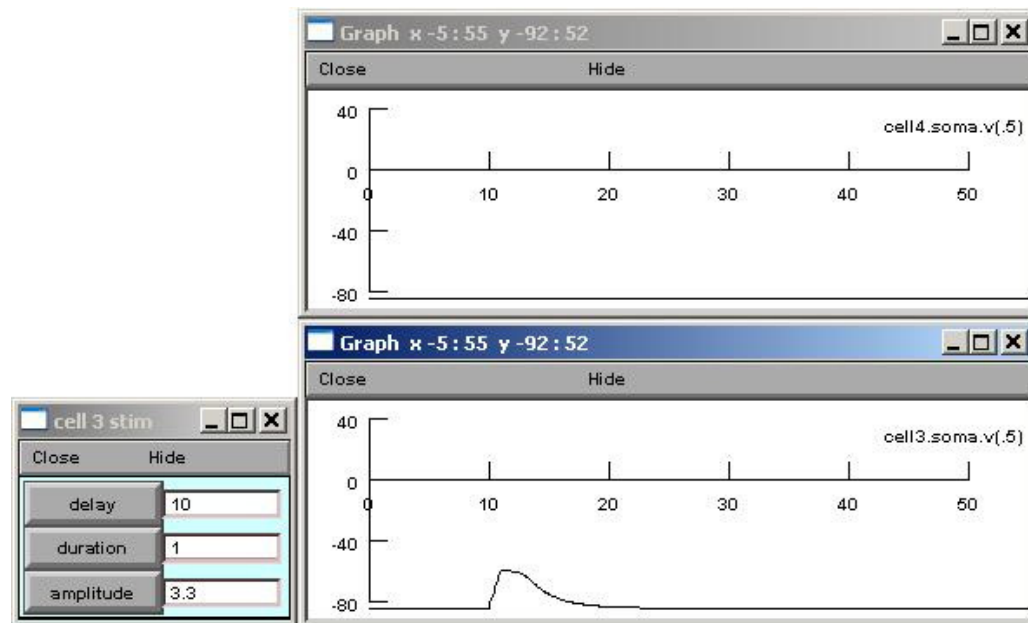 Graph x -5 : 55 y -92 : 52
Close Hide
40
cell4.soma.v(.5)
0
0 10 20 30 40 50
-40
-80
Graph x -5 : 55 y -92 : 52
Close Hide
40
cell3.soma.v(.5)
0
0 10 20 30 40 50
-40
-80
cell 3 stim
Close Hide
delay 10
duration 1
amplitude 3.3